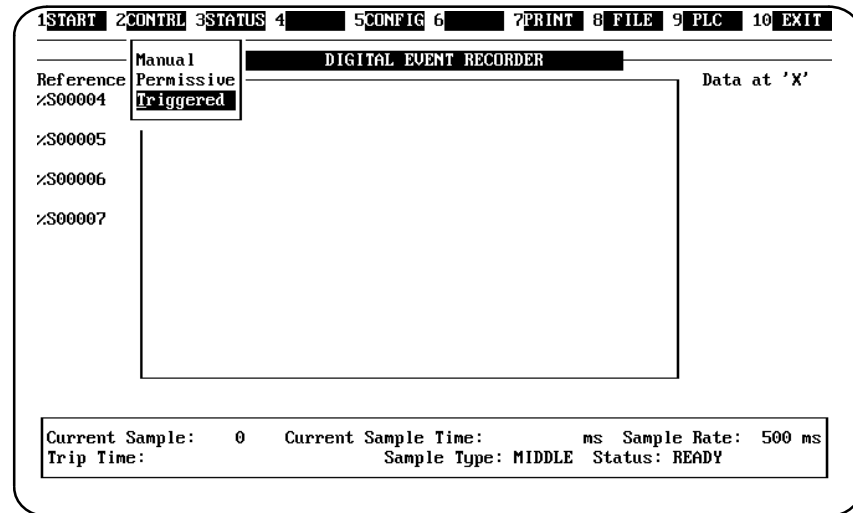 1START 2CONTRL 3STATUS 4 5CONFIG 6 7PRINT 8 FILE 9 PLC 10 EXIT
Manual
DIGITAL EVENT RECORDER
Reference Permissive Data at 'X'
%S00004 Triggered
%S00005
%S00006
%S00007
Current Sample: 0 Current Sample Time: ms Sample Rate: 500 ms
Trip Time: Sample Type: MIDDLE Status: READY